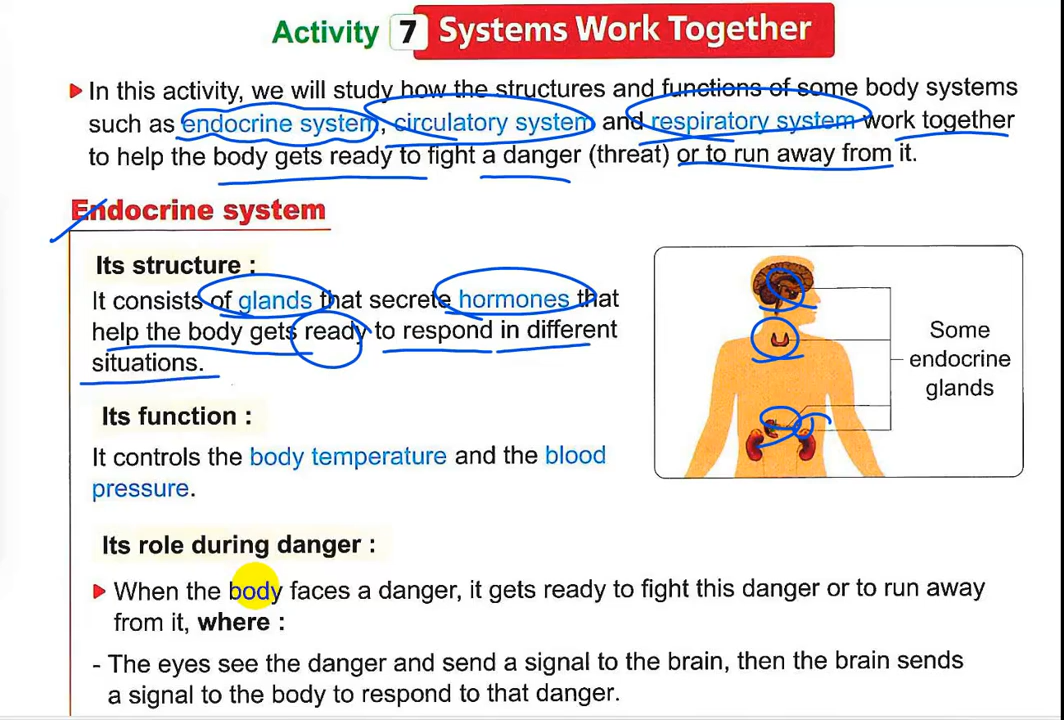 Activity 7 Systems Work Together
In this activity, we will study how the structures and functions of some body systems
such as endocrine system, circulatory system and respiratory system work together
to help the body gets ready to fight a danger (threat) or to run away from it.
Endocrine system
Its structure :
It consists of glands that secrete hormones that
help the body gets ready to respond in different
situations.
Some
endocrine
glands
Its function :
It controls the body temperature and the blood
pressure.
Its role during danger :
When the body faces a danger, it gets ready to fight this danger or to run away
from it, where :
- The eyes see the danger and send a signal to the brain, then the brain sends
a signal to the body to respond to that danger.